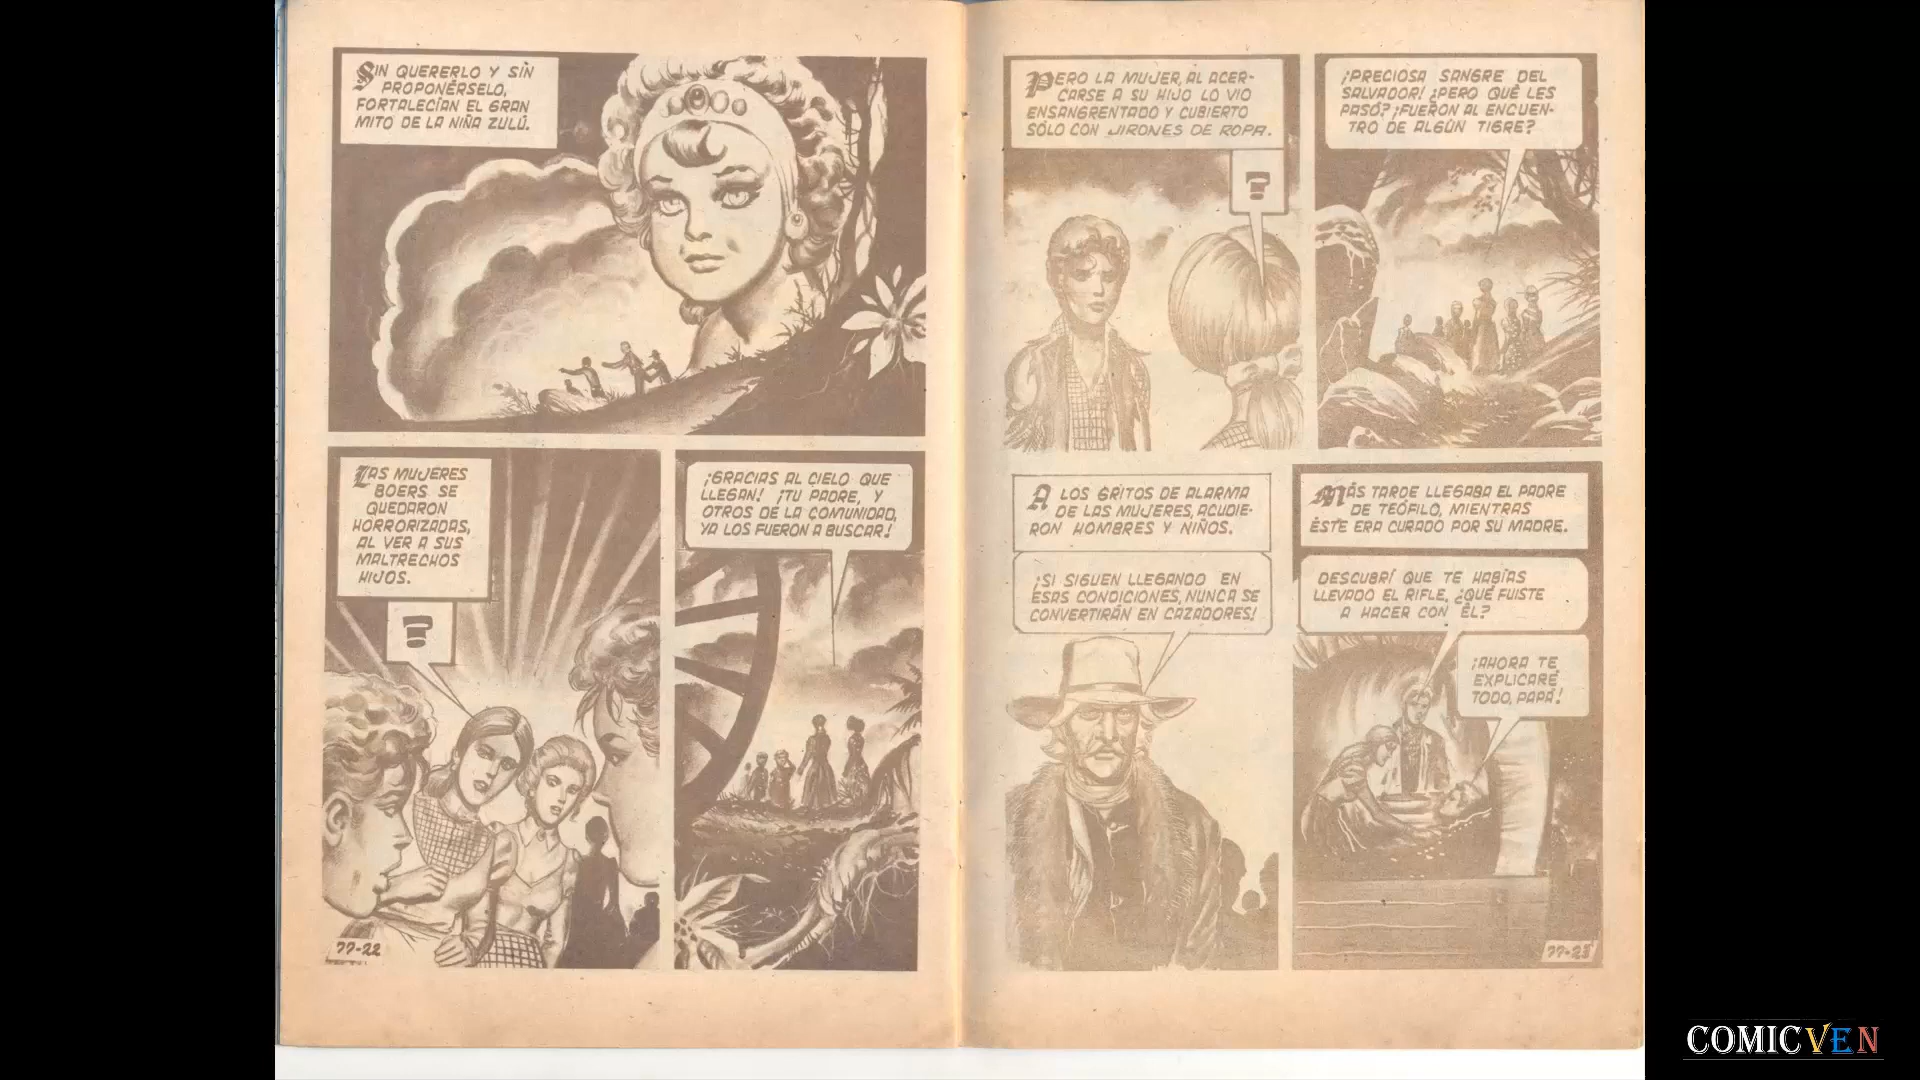 SIN QUERERLO Y SIN
PROPONÉRSELO,
FORTALECÍAN EL GRAN
MITO DE LA NIÑA ZULÚ.
LAS MUJERES
BOERS SE
QUEDARON
HORRORIZADAS,
AL VER A SUS
MALTRECHOS
HIJOS.
?
¡GRACIAS AL CIELO QUE
LLEGAN! ¡TU PADRE, Y
OTROS DE LA COMUNIDAD,
YA LOS FUERON A BUSCAR!
77-22
PERO LA MUJER, AL ACER-
CARSE A SU HIJO LO VIO
ENSANGRENTADO Y CUBIERTO
SÓLO CON JIRONES DE ROPA.
?
¡PRECIOSA SANGRE DEL
SALVADOR! ¿PERO QUÉ LES
PASÓ? ¿FUERON AL ENCUEN-
TRO DE ALGÚN TIGRE?
A LOS GRITOS DE ALARMA
DE LAS MUJERES, ACUDIE-
RON HOMBRES Y NIÑOS.
¡SI SIGUEN LLEGANDO EN
ESAS CONDICIONES, NUNCA SE
CONVERTIRÁN EN CAZADORES!
MÁS TARDE LLEGABA EL PADRE
DE TEÓFILO, MIENTRAS
ÉSTE ERA CURADO POR SU MADRE.
DESCUBRÍ QUE TE HABÍAS
LLEVADO EL RIFLE, ¿QUÉ FUISTE
A HACER CON ÉL?
¡AHORA TE
EXPLICARÉ
TODO, PAPÁ!
77-23
COMICVEN